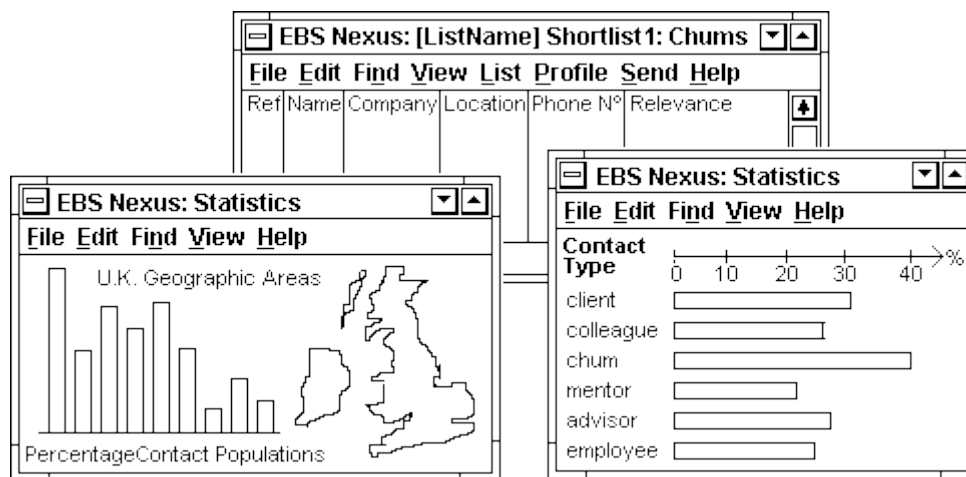 EBS Nexus: [ListName] Shortlist1: Chums
File Edit Find View List Profile Send Help
Ref Name Company Location Phone Nº Relevance
EBS Nexus: Statistics
File Edit Find View Help
U.K. Geographic Areas
PercentageContact Populations
EBS Nexus: Statistics
File Edit Find View Help
Contact
Type
0 10 20 30 40 %
client
colleague
chum
mentor
advisor
employee